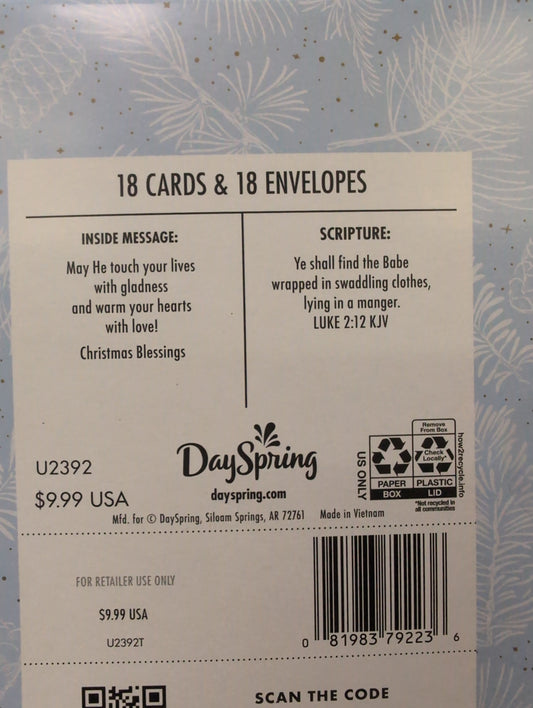 18 CARDS & 18 ENVELOPES
INSIDE MESSAGE:
May He touch your lives
with gladness
and warm your hearts
with love!
Christmas Blessings
SCRIPTURE:
Ye shall find the Babe
wrapped in swaddling clothes,
lying in a manger.
LUKE 2:12 KJV
U2392
$9.99 USA
DaySpring
dayspring.com
Mfd. for © DaySpring, Siloam Springs, AR 72761
Made in Vietnam
US ONLY
PAPER
BOX
Remove
From Box
Check
Locally*
PLASTIC
LID
*Not recycled in
all communities
how2recycle.info
FOR RETAILER USE ONLY
$9.99 USA
U2392T
0 81983 79223 6
SCAN THE CODE